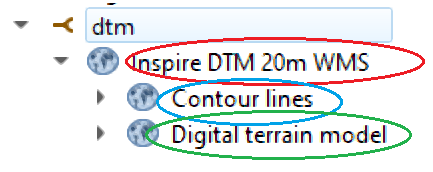 dtm
Inspire DTM 20m WMS
Contour lines
Digital terrain model